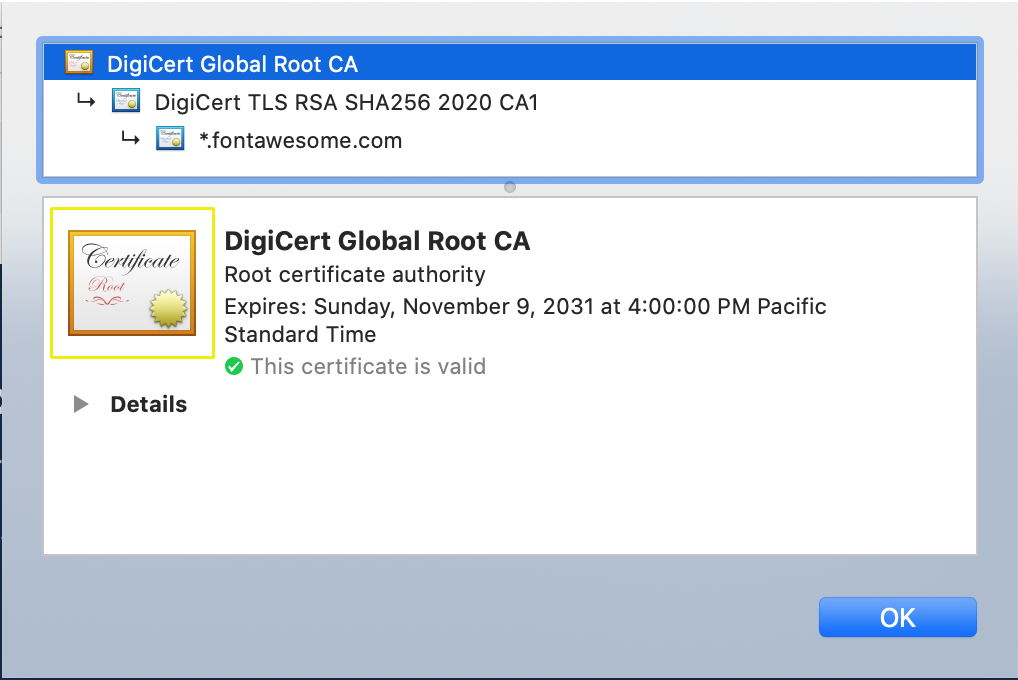 DigiCert Global Root CA
DigiCert TLS RSA SHA256 2020 CA1
*.fontawesome.com
Certificate
Root
DigiCert Global Root CA
Root certificate authority
Expires: Sunday, November 9, 2031 at 4:00:00 PM Pacific
Standard Time
This certificate is valid
Details
OK